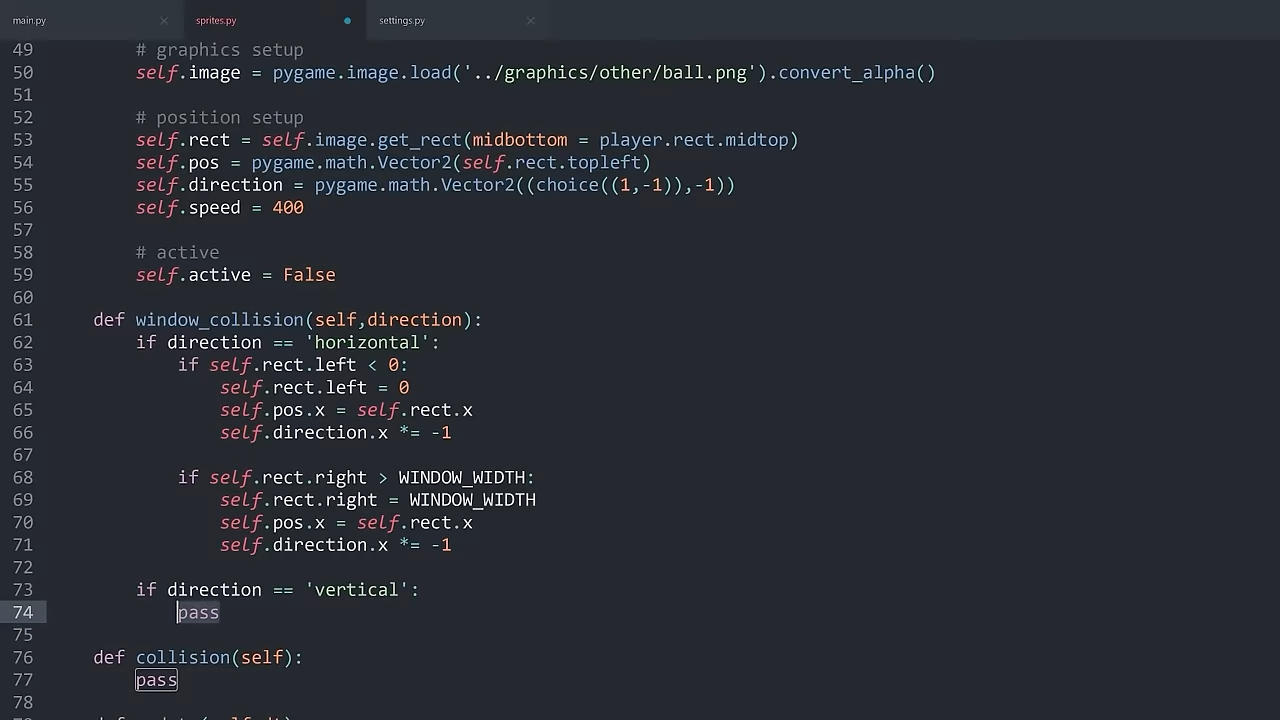 main.py × sprites.py settings.py ×
49 # graphics setup
50 self.image = pygame.image.load('../graphics/other/ball.png').convert_alpha()
51
52 # position setup
53 self.rect = self.image.get_rect(midbottom = player.rect.midtop)
54 self.pos = pygame.math.Vector2(self.rect.topleft)
55 self.direction = pygame.math.Vector2((choice((1,-1)),-1))
56 self.speed = 400
57
58 # active
59 self.active = False
60
61 def window_collision(self,direction):
62 if direction == 'horizontal':
63 if self.rect.left < 0:
64 self.rect.left = 0
65 self.pos.x = self.rect.x
66 self.direction.x *= -1
67
68 if self.rect.right > WINDOW_WIDTH:
69 self.rect.right = WINDOW_WIDTH
70 self.pos.x = self.rect.x
71 self.direction.x *= -1
72
73 if direction == 'vertical':
74 pass
75
76 def collision(self):
77 pass
78